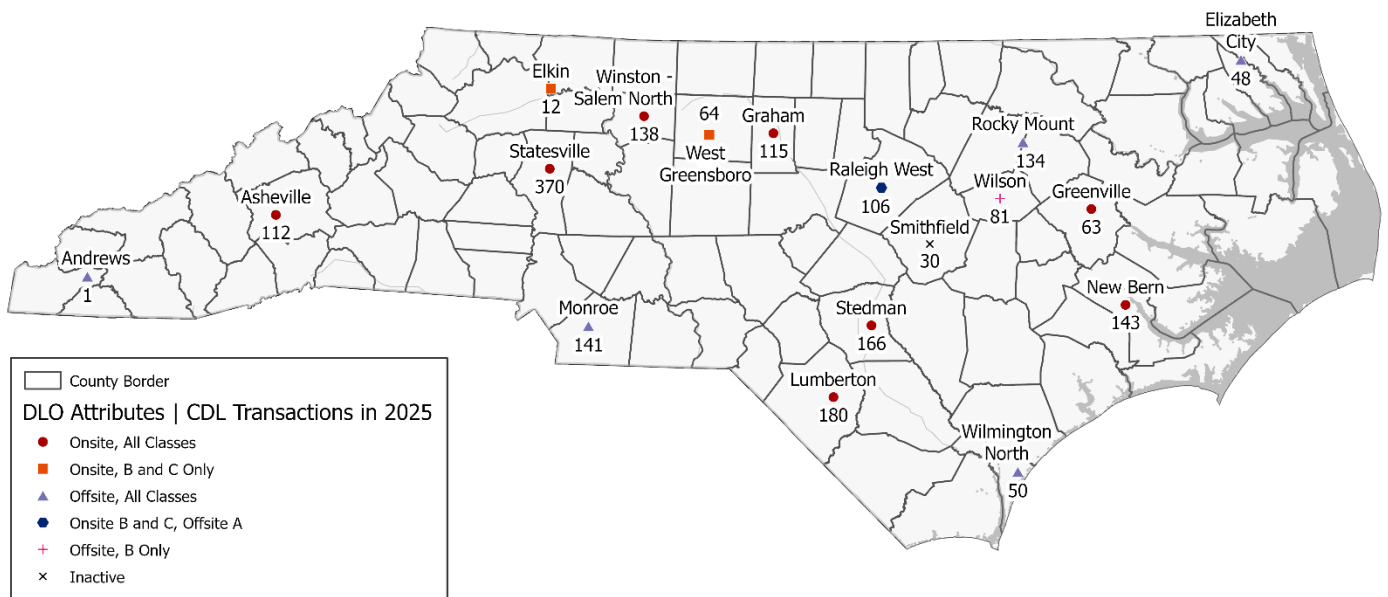 Elizabeth
City
48
Elkin
12
Winston -
Salem North
138
64
West
Greensboro
Graham
115
Rocky Mount
134
Statesville
370
Raleigh West
106
Wilson
81
Greenville
63
Asheville
112
Smithfield
30
Andrews
1
New Bern
143
Monroe
141
Stedman
166
Lumberton
180
Wilmington
North
50
County Border
DLO Attributes | CDL Transactions in 2025
Onsite, All Classes
Onsite, B and C Only
Offsite, All Classes
Onsite B and C, Offsite A
Offsite, B Only
Inactive